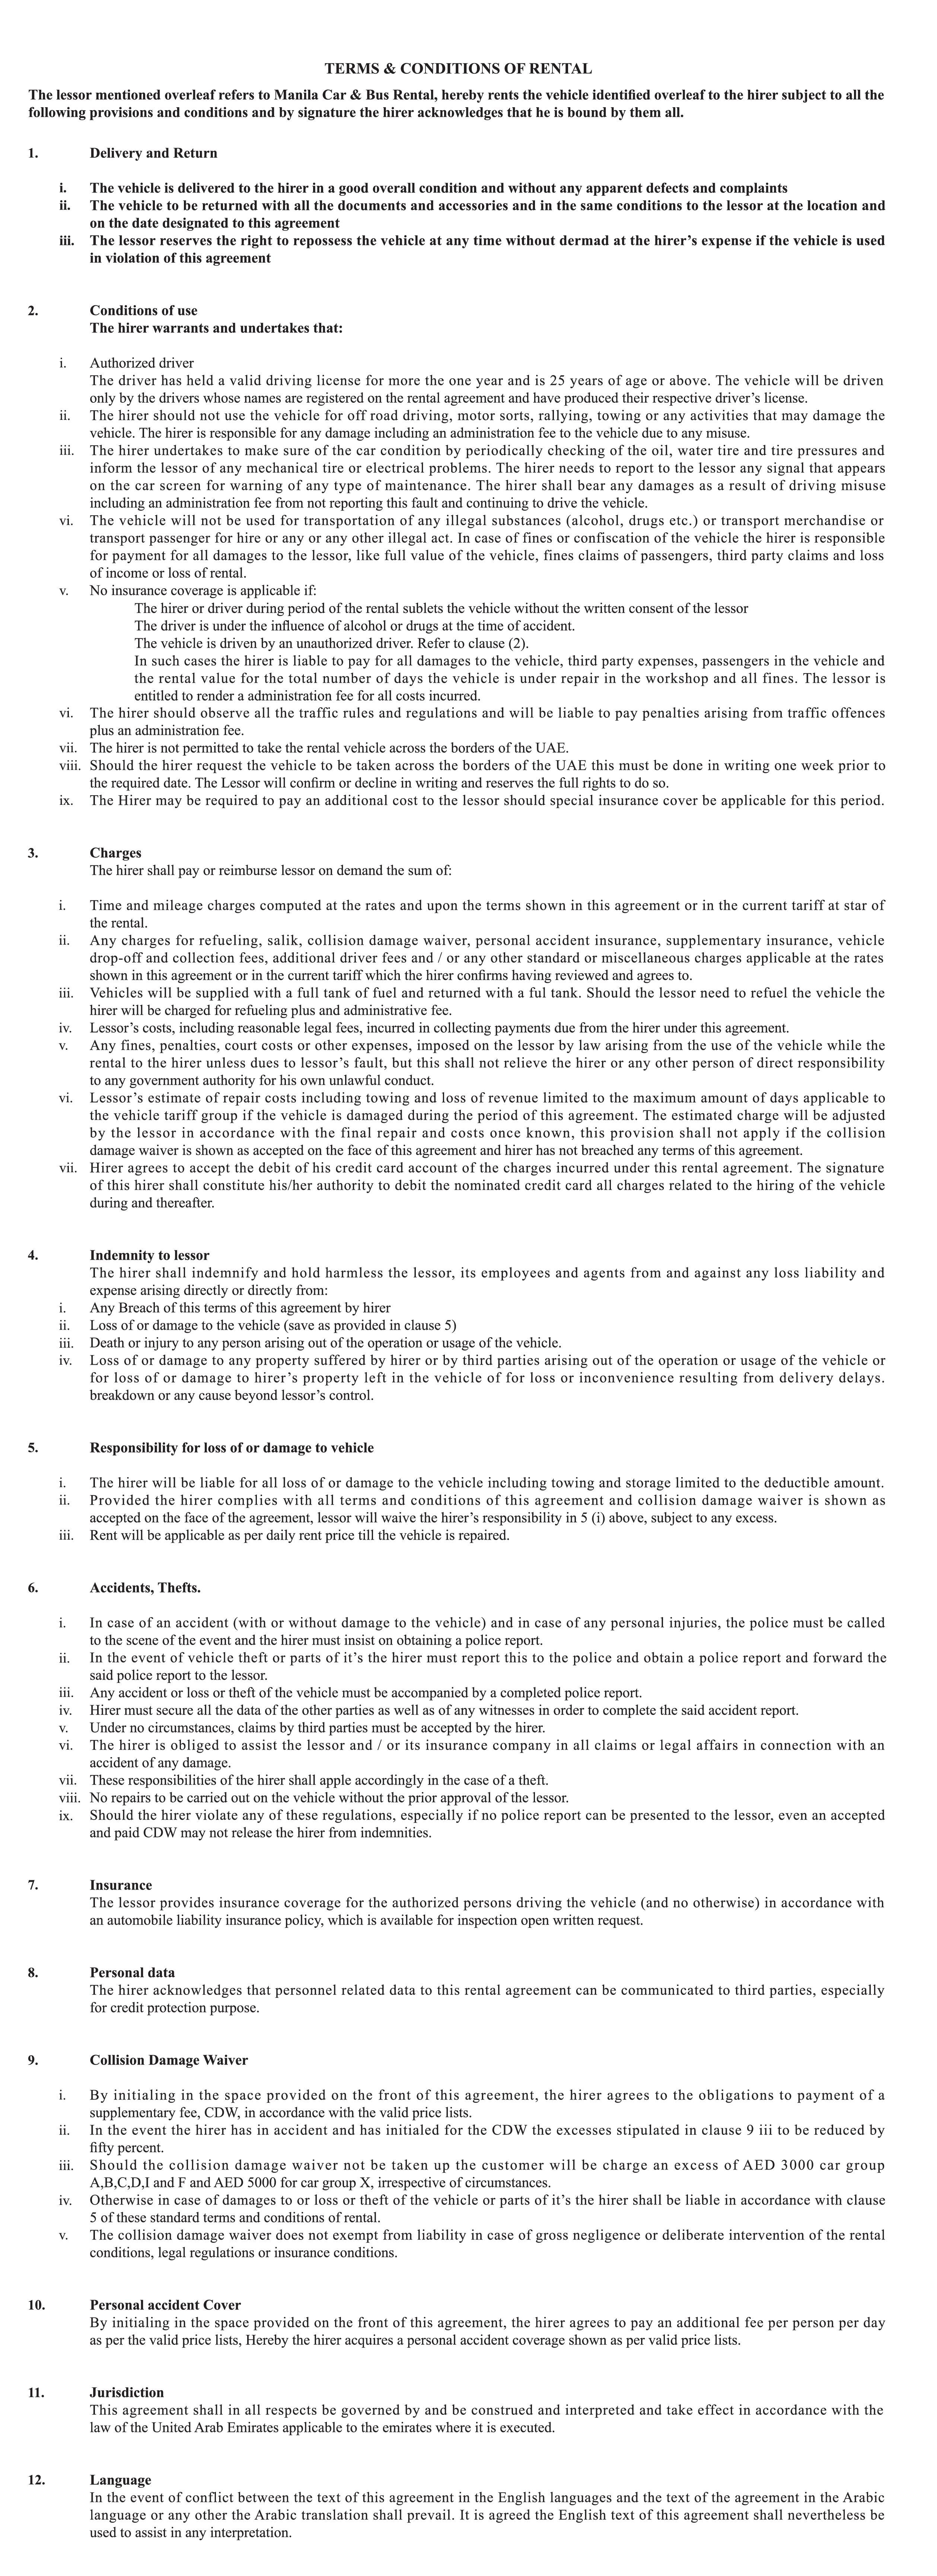 TERMS & CONDITIONS OF RENTAL
The lessor mentioned overleaf refers to Manila Car & Bus Rental, hereby rents the vehicle identified overleaf to the hirer subject to all the
following provisions and conditions and by signature the hirer acknowledges that he is bound by them all.
1. Delivery and Return
i. The vehicle is delivered to the hirer in a good overall condition and without any apparent defects and complaints
ii. The vehicle to be returned with all the documents and accessories and in the same conditions to the lessor at the location and
on the date designated to this agreement
iii. The lessor reserves the right to repossess the vehicle at any time without dermad at the hirer's expense if the vehicle is used
in violation of this agreement
2. Conditions of use
The hirer warrants and undertakes that:
i. Authorized driver
The driver has held a valid driving license for more the one year and is 25 years of age or above. The vehicle will be driven
only by the drivers whose names are registered on the rental agreement and have produced their respective driver's license.
ii. The hirer should not use the vehicle for off road driving, motor sorts, rallying, towing or any activities that may damage the
vehicle. The hirer is responsible for any damage including an administration fee to the vehicle due to any misuse.
iii. The hirer undertakes to make sure of the car condition by periodically checking of the oil, water tire and tire pressures and
inform the lessor of any mechanical tire or electrical problems. The hirer needs to report to the lessor any signal that appears
on the car screen for warning of any type of maintenance. The hirer shall bear any damages as a result of driving misuse
including an administration fee from not reporting this fault and continuing to drive the vehicle.
vi. The vehicle will not be used for transportation of any illegal substances (alcohol, drugs etc.) or transport merchandise or
transport passenger for hire or any or any other illegal act. In case of fines or confiscation of the vehicle the hirer is responsible
for payment for all damages to the lessor, like full value of the vehicle, fines claims of passengers, third party claims and loss
of income or loss of rental.
v. No insurance coverage is applicable if:
The hirer or driver during period of the rental sublets the vehicle without the written consent of the lessor
The driver is under the influence of alcohol or drugs at the time of accident.
The vehicle is driven by an unauthorized driver. Refer to clause (2).
In such cases the hirer is liable to pay for all damages to the vehicle, third party expenses, passengers in the vehicle and
the rental value for the total number of days the vehicle is under repair in the workshop and all fines. The lessor is
entitled to render a administration fee for all costs incurred.
vi. The hirer should observe all the traffic rules and regulations and will be liable to pay penalties arising from traffic offences
plus an administration fee.
vii. The hirer is not permitted to take the rental vehicle across the borders of the UAE.
viii. Should the hirer request the vehicle to be taken across the borders of the UAE this must be done in writing one week prior to
the required date. The Lessor will confirm or decline in writing and reserves the full rights to do so.
ix. The Hirer may be required to pay an additional cost to the lessor should special insurance cover be applicable for this period.
3. Charges
The hirer shall pay or reimburse lessor on demand the sum of:
i. Time and mileage charges computed at the rates and upon the terms shown in this agreement or in the current tariff at star of
the rental.
ii. Any charges for refueling, salik, collision damage waiver, personal accident insurance, supplementary insurance, vehicle
drop-off and collection fees, additional driver fees and / or any other standard or miscellaneous charges applicable at the rates
shown in this agreement or in the current tariff which the hirer confirms having reviewed and agrees to.
iii. Vehicles will be supplied with a full tank of fuel and returned with a ful tank. Should the lessor need to refuel the vehicle the
hirer will be charged for refueling plus and administrative fee.
iv. Lessor's costs, including reasonable legal fees, incurred in collecting payments due from the hirer under this agreement.
v. Any fines, penalties, court costs or other expenses, imposed on the lessor by law arising from the use of the vehicle while the
rental to the hirer unless dues to lessor's fault, but this shall not relieve the hirer or any other person of direct responsibility
to any government authority for his own unlawful conduct.
vi. Lessor's estimate of repair costs including towing and loss of revenue limited to the maximum amount of days applicable to
the vehicle tariff group if the vehicle is damaged during the period of this agreement. The estimated charge will be adjusted
by the lessor in accordance with the final repair and costs once known, this provision shall not apply if the collision
damage waiver is shown as accepted on the face of this agreement and hirer has not breached any terms of this agreement.
vii. Hirer agrees to accept the debit of his credit card account of the charges incurred under this rental agreement. The signature
of this hirer shall constitute his/her authority to debit the nominated credit card all charges related to the hiring of the vehicle
during and thereafter.
4. Indemnity to lessor
The hirer shall indemnify and hold harmless the lessor, its employees and agents from and against any loss liability and
expense arising directly or directly from:
i. Any Breach of this terms of this agreement by hirer
ii. Loss of or damage to the vehicle (save as provided in clause 5)
iii. Death or injury to any person arising out of the operation or usage of the vehicle.
iv. Loss of or damage to any property suffered by hirer or by third parties arising out of the operation or usage of the vehicle or
for loss of or damage to hirer's property left in the vehicle of for loss or inconvenience resulting from delivery delays.
breakdown or any cause beyond lessor's control.
5. Responsibility for loss of or damage to vehicle
i. The hirer will be liable for all loss of or damage to the vehicle including towing and storage limited to the deductible amount.
ii. Provided the hirer complies with all terms and conditions of this agreement and collision damage waiver is shown as
accepted on the face of the agreement, lessor will waive the hirer's responsibility in 5 (i) above, subject to any excess.
iii. Rent will be applicable as per daily rent price till the vehicle is repaired.
6. Accidents, Thefts.
i. In case of an accident (with or without damage to the vehicle) and in case of any personal injuries, the police must be called
to the scene of the event and the hirer must insist on obtaining a police report.
ii. In the event of vehicle theft or parts of it's the hirer must report this to the police and obtain a police report and forward the
said police report to the lessor.
iii. Any accident or loss or theft of the vehicle must be accompanied by a completed police report.
iv. Hirer must secure all the data of the other parties as well as of any witnesses in order to complete the said accident report.
v. Under no circumstances, claims by third parties must be accepted by the hirer.
vi. The hirer is obliged to assist the lessor and / or its insurance company in all claims or legal affairs in connection with an
accident of any damage.
vii. These responsibilities of the hirer shall apple accordingly in the case of a theft.
viii. No repairs to be carried out on the vehicle without the prior approval of the lessor.
ix. Should the hirer violate any of these regulations, especially if no police report can be presented to the lessor, even an accepted
and paid CDW may not release the hirer from indemnities.
7. Insurance
The lessor provides insurance coverage for the authorized persons driving the vehicle (and no otherwise) in accordance with
an automobile liability insurance policy, which is available for inspection open written request.
8. Personal data
The hirer acknowledges that personnel related data to this rental agreement can be communicated to third parties, especially
for credit protection purpose.
9. Collision Damage Waiver
i. By initialing in the space provided on the front of this agreement, the hirer agrees to the obligations to payment of a
supplementary fee, CDW, in accordance with the valid price lists.
ii. In the event the hirer has in accident and has initialed for the CDW the excesses stipulated in clause 9 iii to be reduced by
fifty percent.
iii. Should the collision damage waiver not be taken up the customer will be charge an excess of AED 3000 car group
A,B,C,D,I and F and AED 5000 for car group X, irrespective of circumstances.
iv. Otherwise in case of damages to or loss or theft of the vehicle or parts of it's the hirer shall be liable in accordance with clause
5 of these standard terms and conditions of rental.
v. The collision damage waiver does not exempt from liability in case of gross negligence or deliberate intervention of the rental
conditions, legal regulations or insurance conditions.
10. Personal accident Cover
By initialing in the space provided on the front of this agreement, the hirer agrees to pay an additional fee per person per day
as per the valid price lists, Hereby the hirer acquires a personal accident coverage shown as per valid price lists.
11. Jurisdiction
This agreement shall in all respects be governed by and be construed and interpreted and take effect in accordance with the
law of the United Arab Emirates applicable to the emirates where it is executed.
12. Language
In the event of conflict between the text of this agreement in the English languages and the text of the agreement in the Arabic
language or any other the Arabic translation shall prevail. It is agreed the English text of this agreement shall nevertheless be
used to assist in any interpretation.